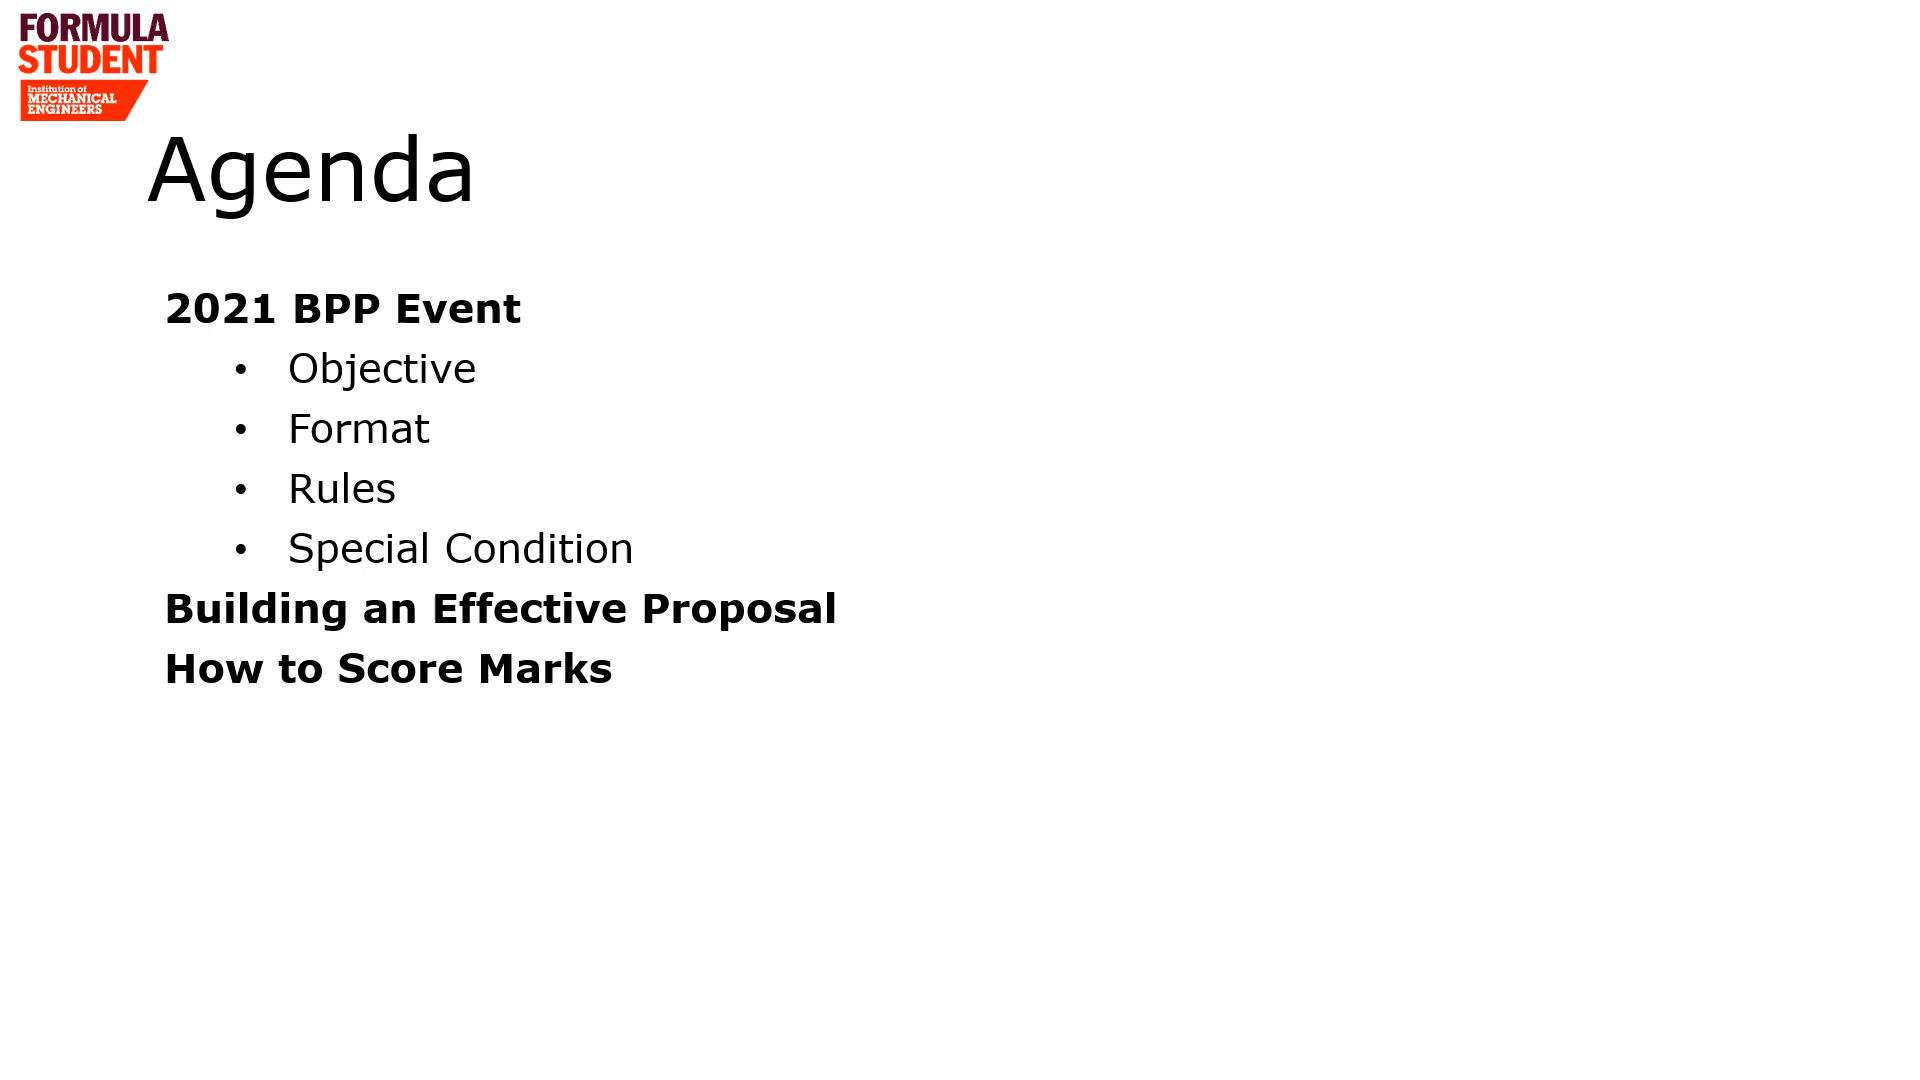 FORMULA
STUDENT
Institution of
MECHANICAL
ENGINEERS
Agenda
2021 BPP Event
• Objective
• Format
• Rules
• Special Condition
Building an Effective Proposal
How to Score Marks